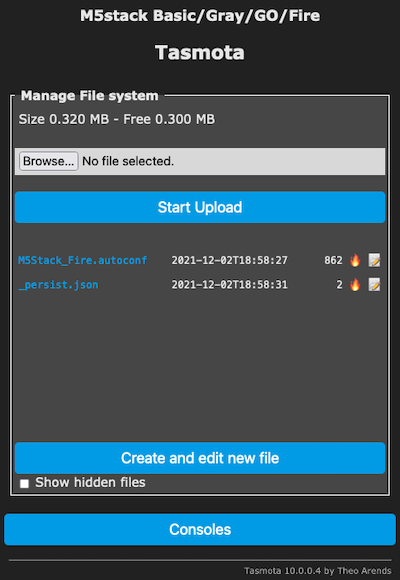 M5stack Basic/Gray/GO/Fire
Tasmota
Manage File system
Size 0.320 MB - Free 0.300 MB
Browse... No file selected.
Start Upload
M5Stack_Fire.autoconf 2021-12-02T18:58:27 862
_persist.json 2021-12-02T18:58:31 2
Create and edit new file
Show hidden files
Consoles
Tasmota 10.0.0.4 by Theo Arends